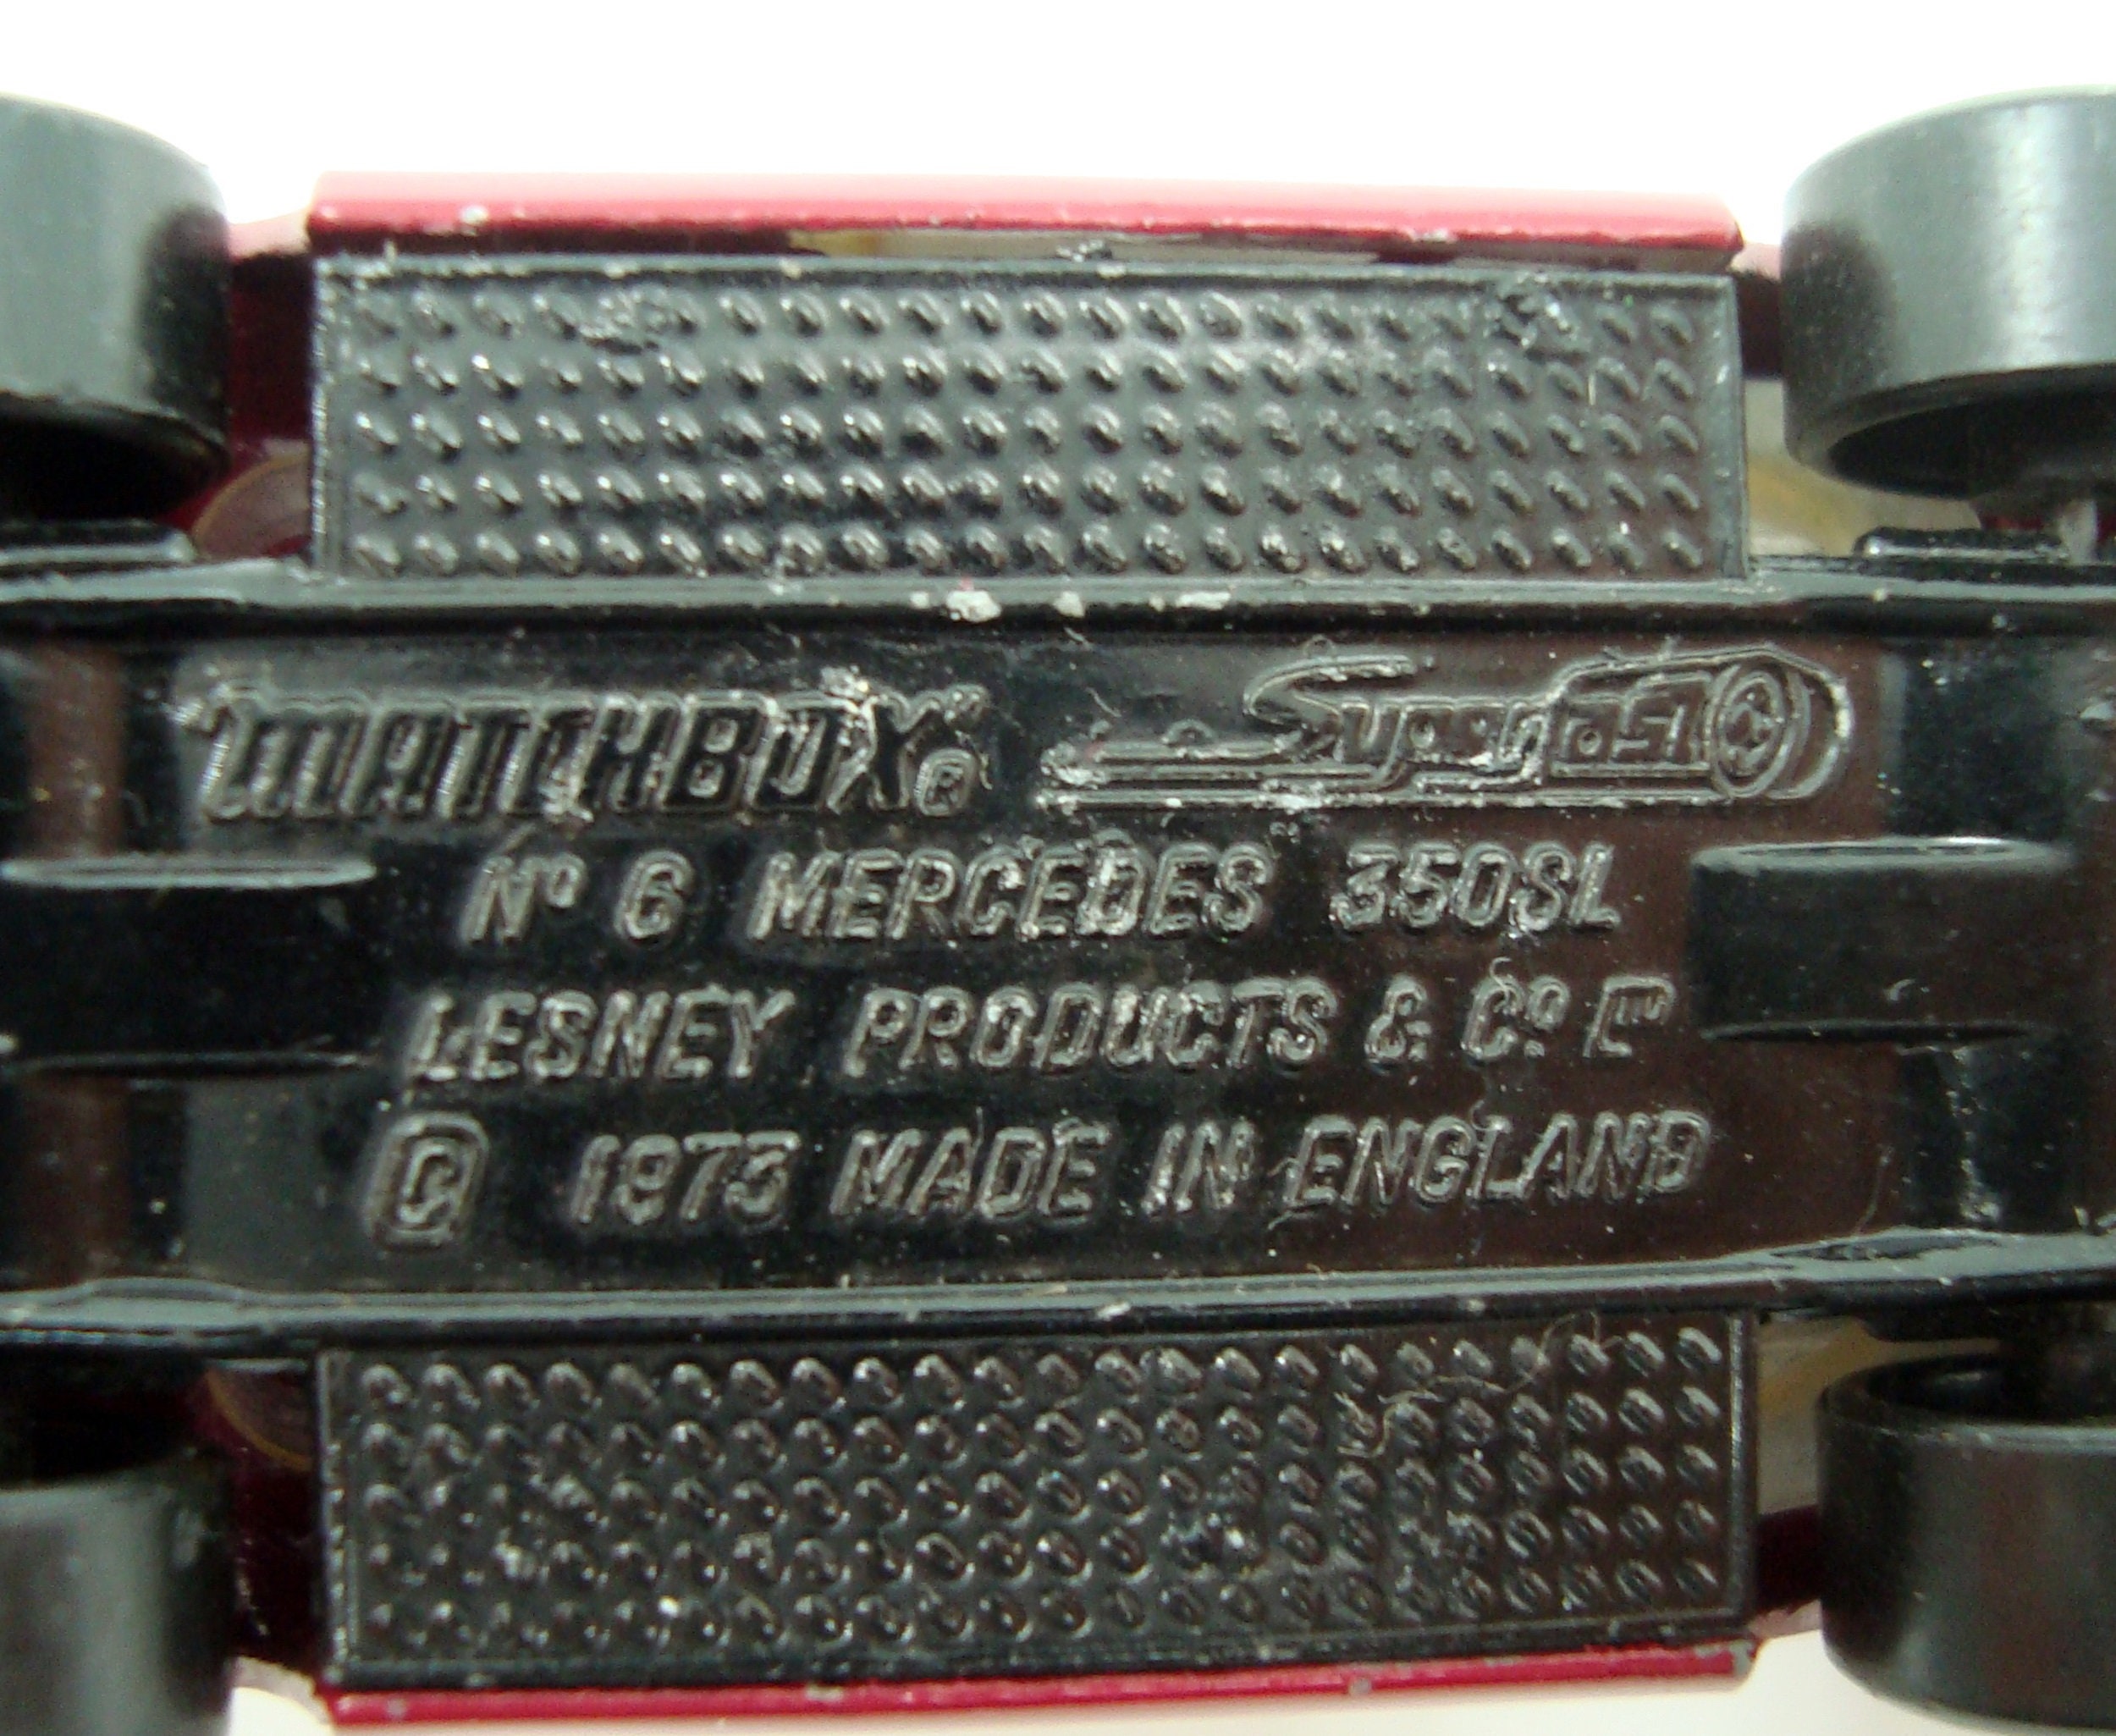 "MATCHBOX"® Superfast
Nº 6 MERCEDES 350SL
LESNEY PRODUCTS & Cº Lᵀᴰ
© 1973 MADE IN ENGLAND